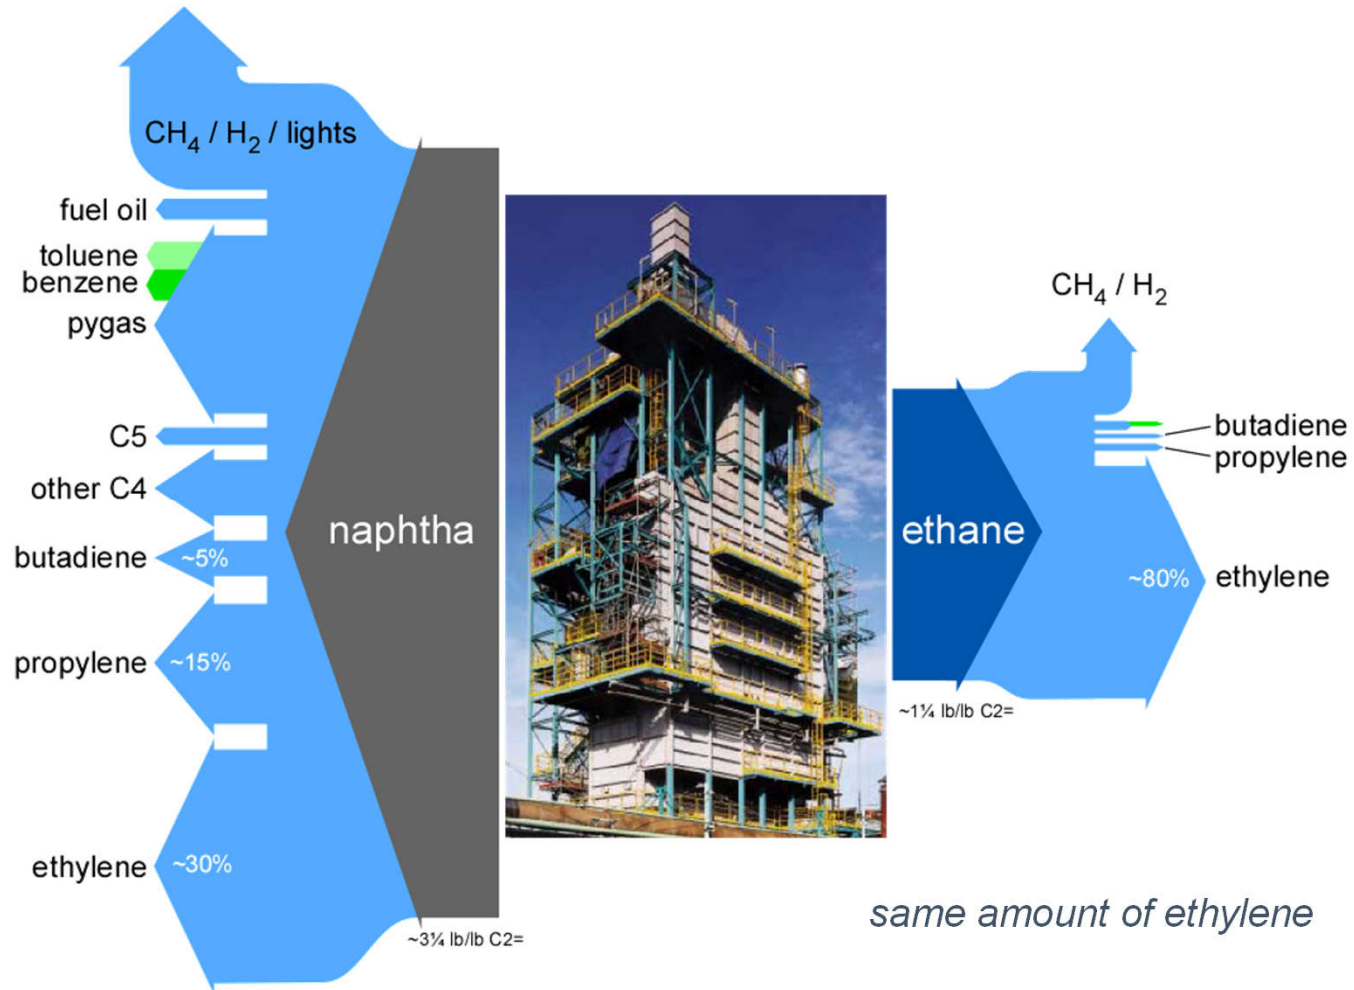 CH4 / H2 / lights
fuel oil
toluene
benzene
pygas
C5
other C4
butadiene
~5%
propylene
~15%
ethylene
~30%
naphtha
~3¼ lb/lb C2=
ethane
~1¼ lb/lb C2=
CH4 / H2
butadiene
propylene
~80%
ethylene
same amount of ethylene